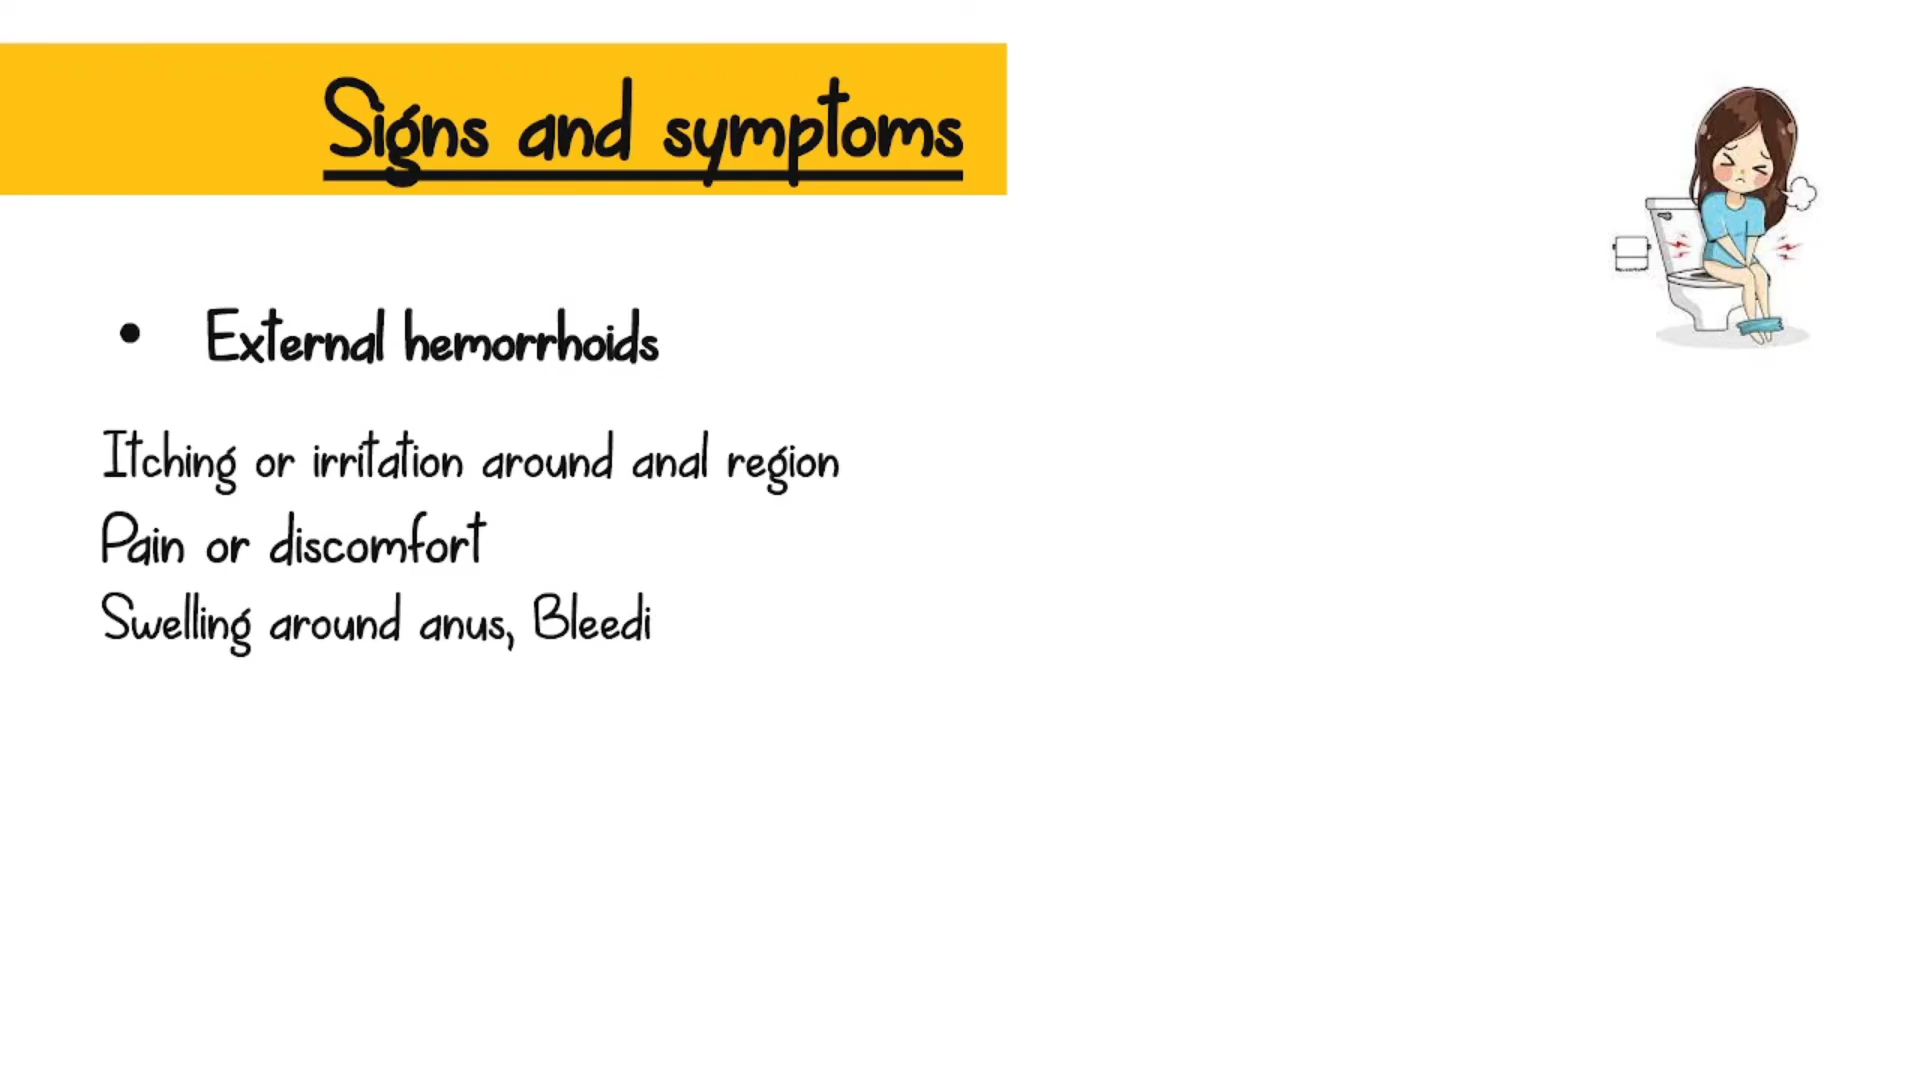 Signs and symptoms
• External hemorrhoids
Itching or irritation around anal region
Pain or discomfort
Swelling around anus, Bleedi